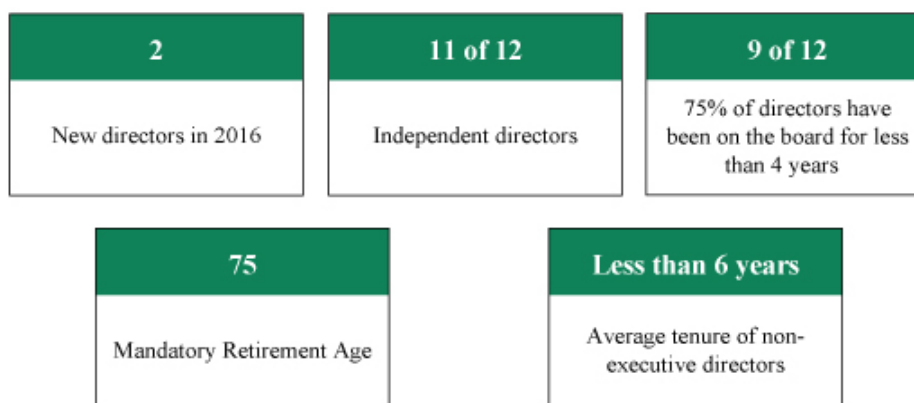 2
New directors in 2016
11 of 12
Independent directors
9 of 12
75% of directors have
been on the board for less
than 4 years
75
Mandatory Retirement Age
Less than 6 years
Average tenure of non-
executive directors